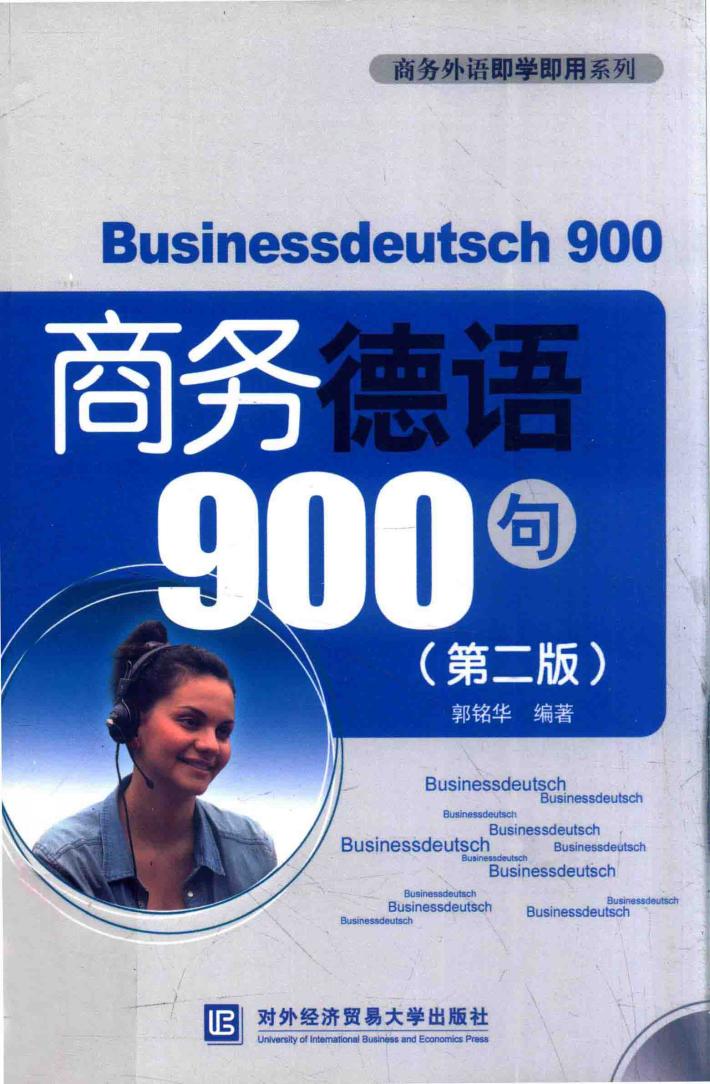 商务外语即学即用系列
Businessdeutsch 900
商务德语
900句
（第二版）
郭铭华 编著
Businessdeutsch
Businessdeutsch
Businessdeutsch
Businessdeutsch
Businessdeutsch
Businessdeutsch
Businessdeutsch
Businessdeutsch
Businessdeutsch
Businessdeutsch
Businessdeutsch
Businessdeutsch
Businessdeutsch
对外经济贸易大学出版社
University of International Business and Economics Press